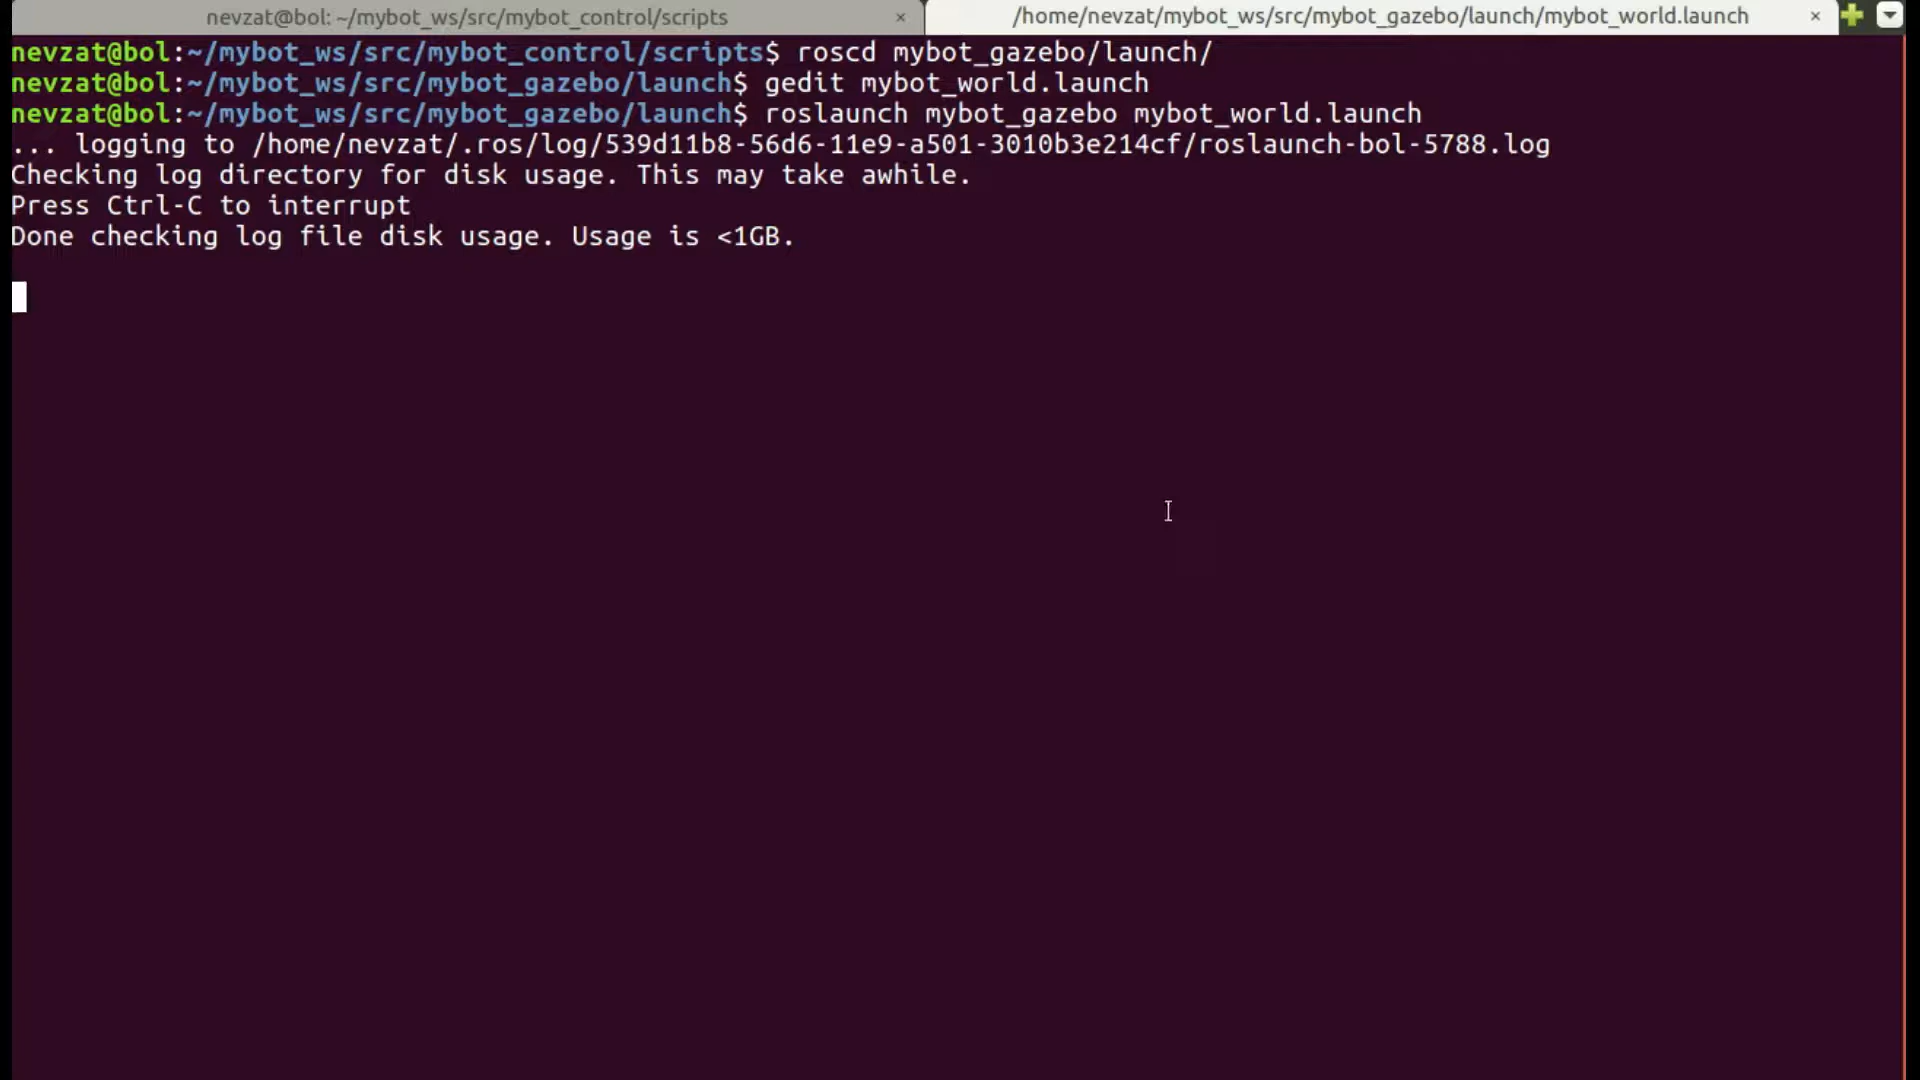 nevzat@bol: ~/mybot_ws/src/mybot_control/scripts × /home/nevzat/mybot_ws/src/mybot_gazebo/launch/mybot_world.launch ×
nevzat@bol:~/mybot_ws/src/mybot_control/scripts$ roscd mybot_gazebo/launch/
nevzat@bol:~/mybot_ws/src/mybot_gazebo/launch$ gedit mybot_world.launch
nevzat@bol:~/mybot_ws/src/mybot_gazebo/launch$ roslaunch mybot_gazebo mybot_world.launch
... logging to /home/nevzat/.ros/log/539d11b8-56d6-11e9-a501-3010b3e214cf/roslaunch-bol-5788.log
Checking log directory for disk usage. This may take awhile.
Press Ctrl-C to interrupt
Done checking log file disk usage. Usage is <1GB.